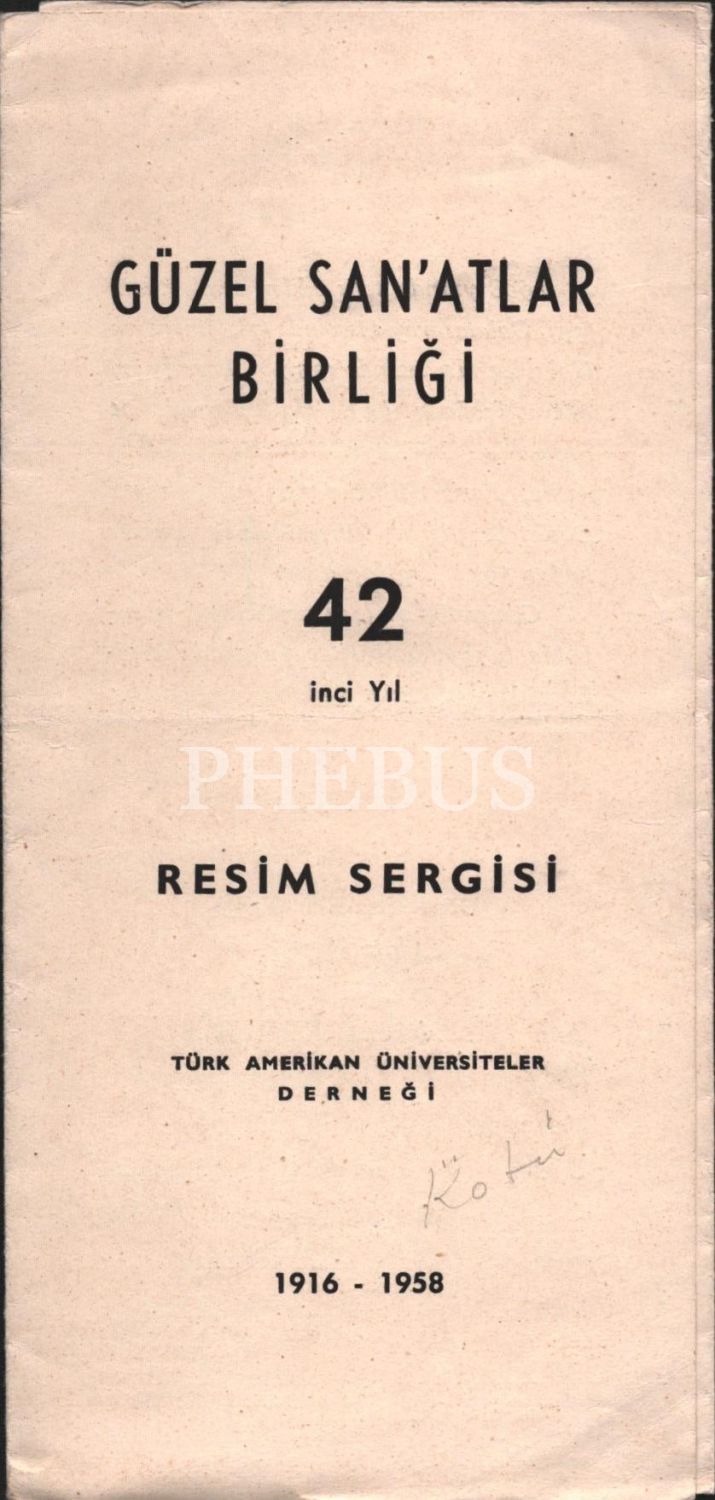 GÜZEL SAN'ATLAR
BİRLİĞİ
42
inci Yıl
PHEBUS
RESİM SERGİSİ
TÜRK AMERİKAN ÜNİVERSİTELER
DERNEĞİ
Kötü
1916 - 1958